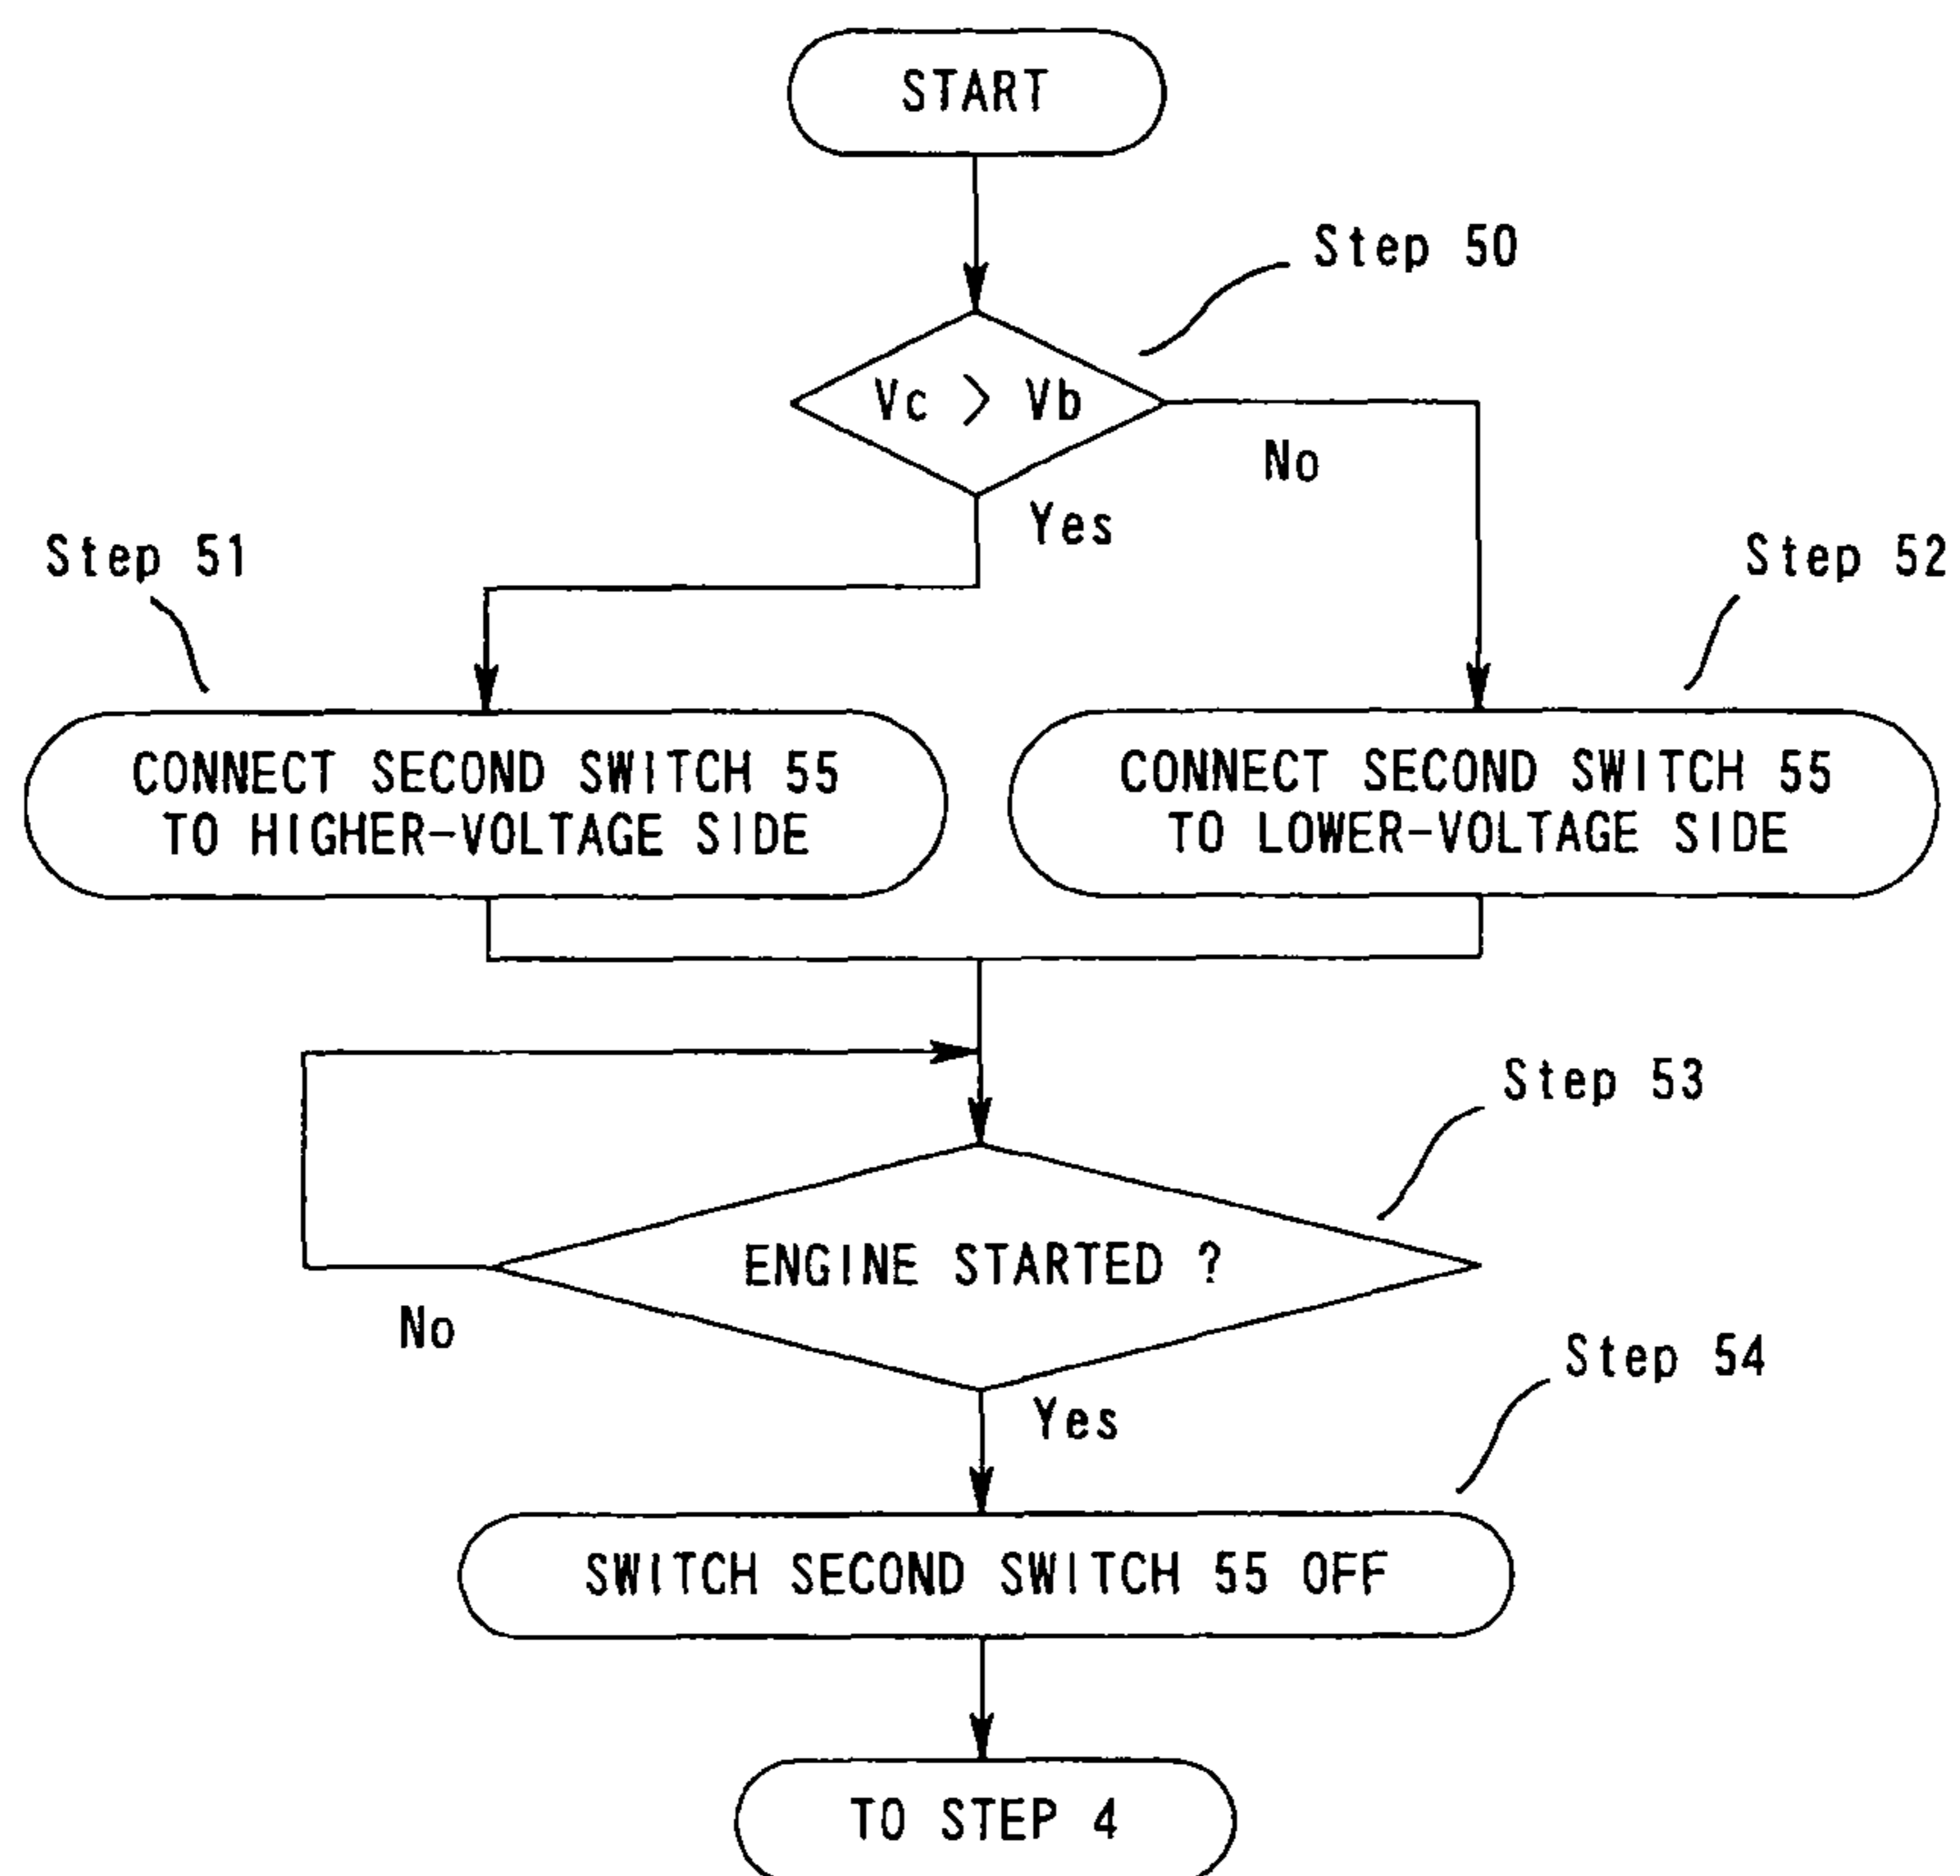 START
Step 50
Vc > Vb
No
Yes
Step 51
Step 52
CONNECT SECOND SWITCH 55
TO HIGHER-VOLTAGE SIDE
CONNECT SECOND SWITCH 55
TO LOWER-VOLTAGE SIDE
Step 53
ENGINE STARTED ?
No
Step 54
Yes
SWITCH SECOND SWITCH 55 OFF
TO STEP 4